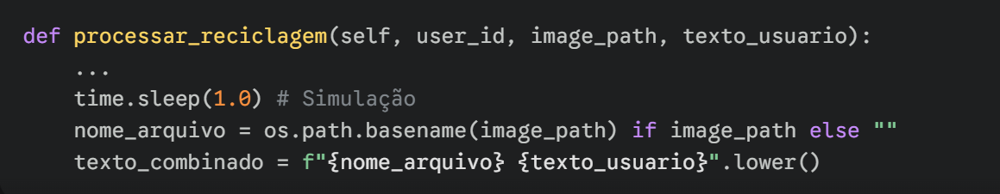 def processar_reciclagem(self, user_id, image_path, texto_usuario):
    ...
    time.sleep(1.0) # Simulação
    nome_arquivo = os.path.basename(image_path) if image_path else ""
    texto_combinado = f"{nome_arquivo} {texto_usuario}".lower()